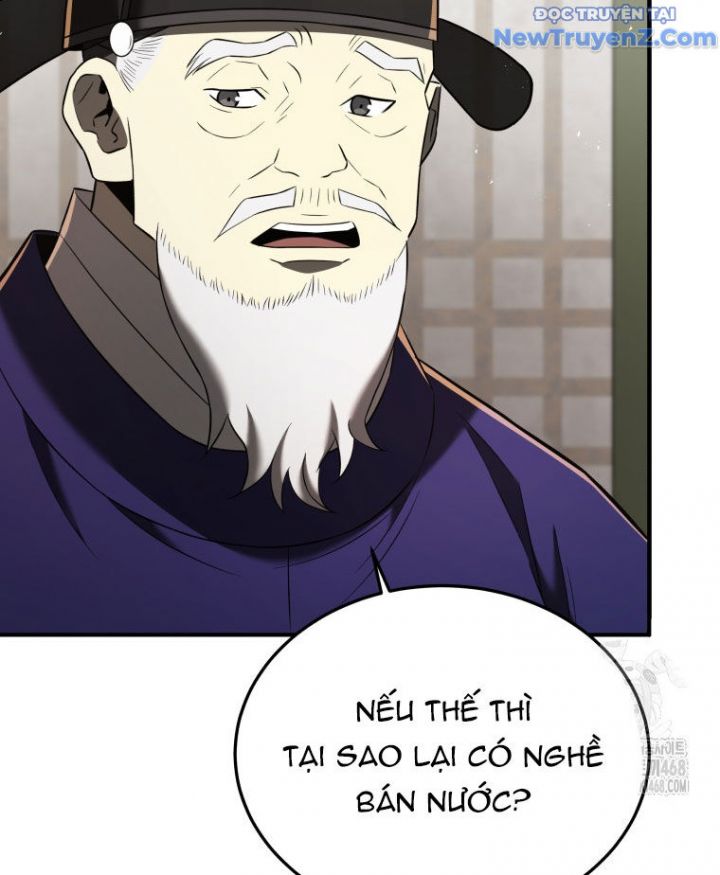 ĐỌC TRUYỆN TẠI
NewTruyenZ.Com
NẾU THẾ THÌ
TẠI SAO LẠI CÓ NGHỀ
BÁN NƯỚC?